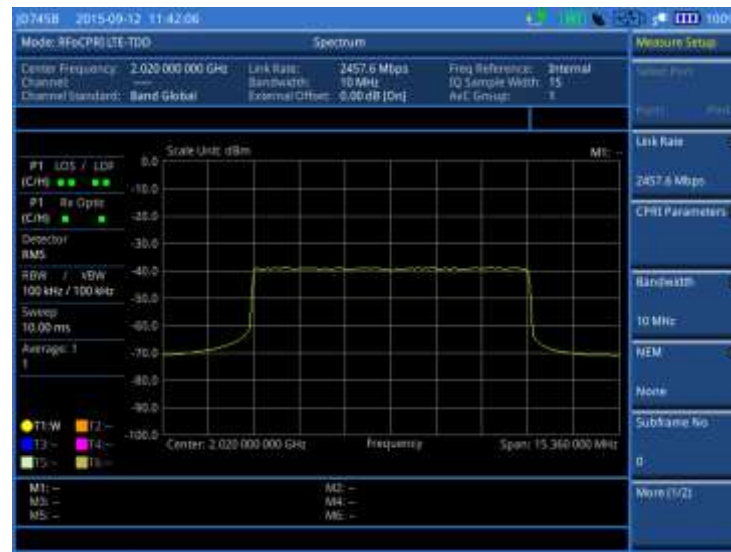 JD745B 2015-09-12 11:42:06
100%
Mode: RFoCPRI LTE-TDD Spectrum
Measure Setup
Center Frequency: 2.020 000 000 GHz Link Rate: 2457.6 Mbps Freq Reference: Internal
Channel: --- Bandwidth: 10 MHz IQ Sample Width: 15
Channel Standard: Band Global External Offset: 0.00 dB [On] AxC Group: 1
Select Port
Scale Unit: dBm M1: --
P1 LOS / LOF
(C/H)
P1 Rx Optic
(C/H)
Detector
RMS
RBW / VBW
100 kHz / 100 kHz
Sweep
10.00 ms
Average: 1
1
T1:W T2:--
T3:-- T4:--
T5:-- T6:--
0.0
-10.0
-20.0
-30.0
-40.0
-50.0
-60.0
-70.0
-80.0
-90.0
-100.0
Center: 2.020 000 000 GHz Frequency Span: 15.360 000 MHz
M1: -- M2: --
M3: -- M4: --
M5: -- M6: --
Link Rate
2457.6 Mbps
CPRI Parameters
Bandwidth
10 MHz
NEM
None
Subframe No
0
More (1/2)